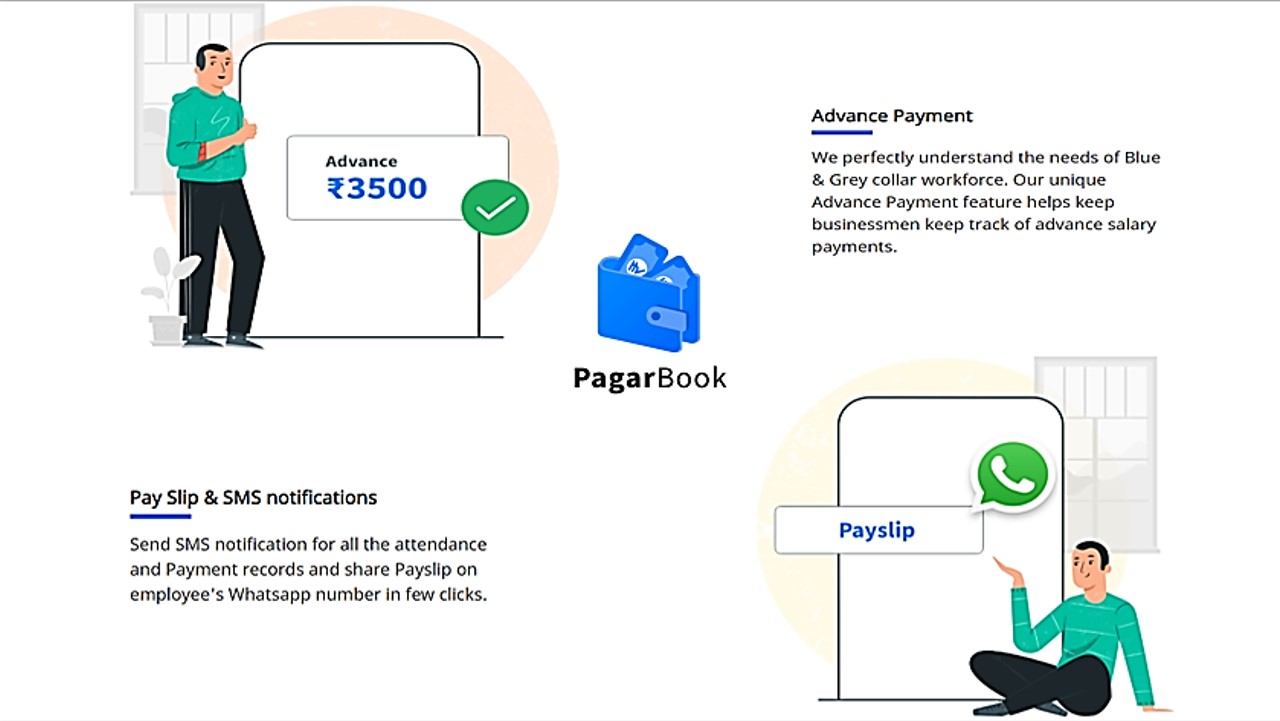 Advance
₹3500
Advance Payment
We perfectly understand the needs of Blue
& Grey collar workforce. Our unique
Advance Payment feature helps keep
businessmen keep track of advance salary
payments.
PagarBook
Pay Slip & SMS notifications
Send SMS notification for all the attendance
and Payment records and share Payslip on
employee's Whatsapp number in few clicks.
Payslip